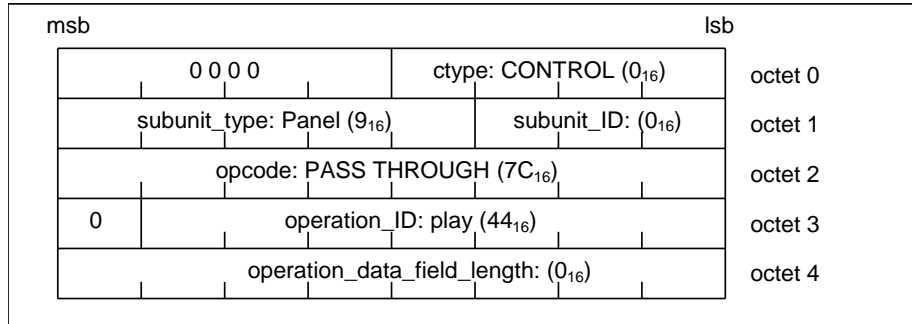 msb lsb
0 0 0 0 ctype: CONTROL (0₁₆) octet 0
subunit_type: Panel (9₁₆) subunit_ID: (0₁₆) octet 1
opcode: PASS THROUGH (7C₁₆) octet 2
0 operation_ID: play (44₁₆) octet 3
operation_data_field_length: (0₁₆) octet 4